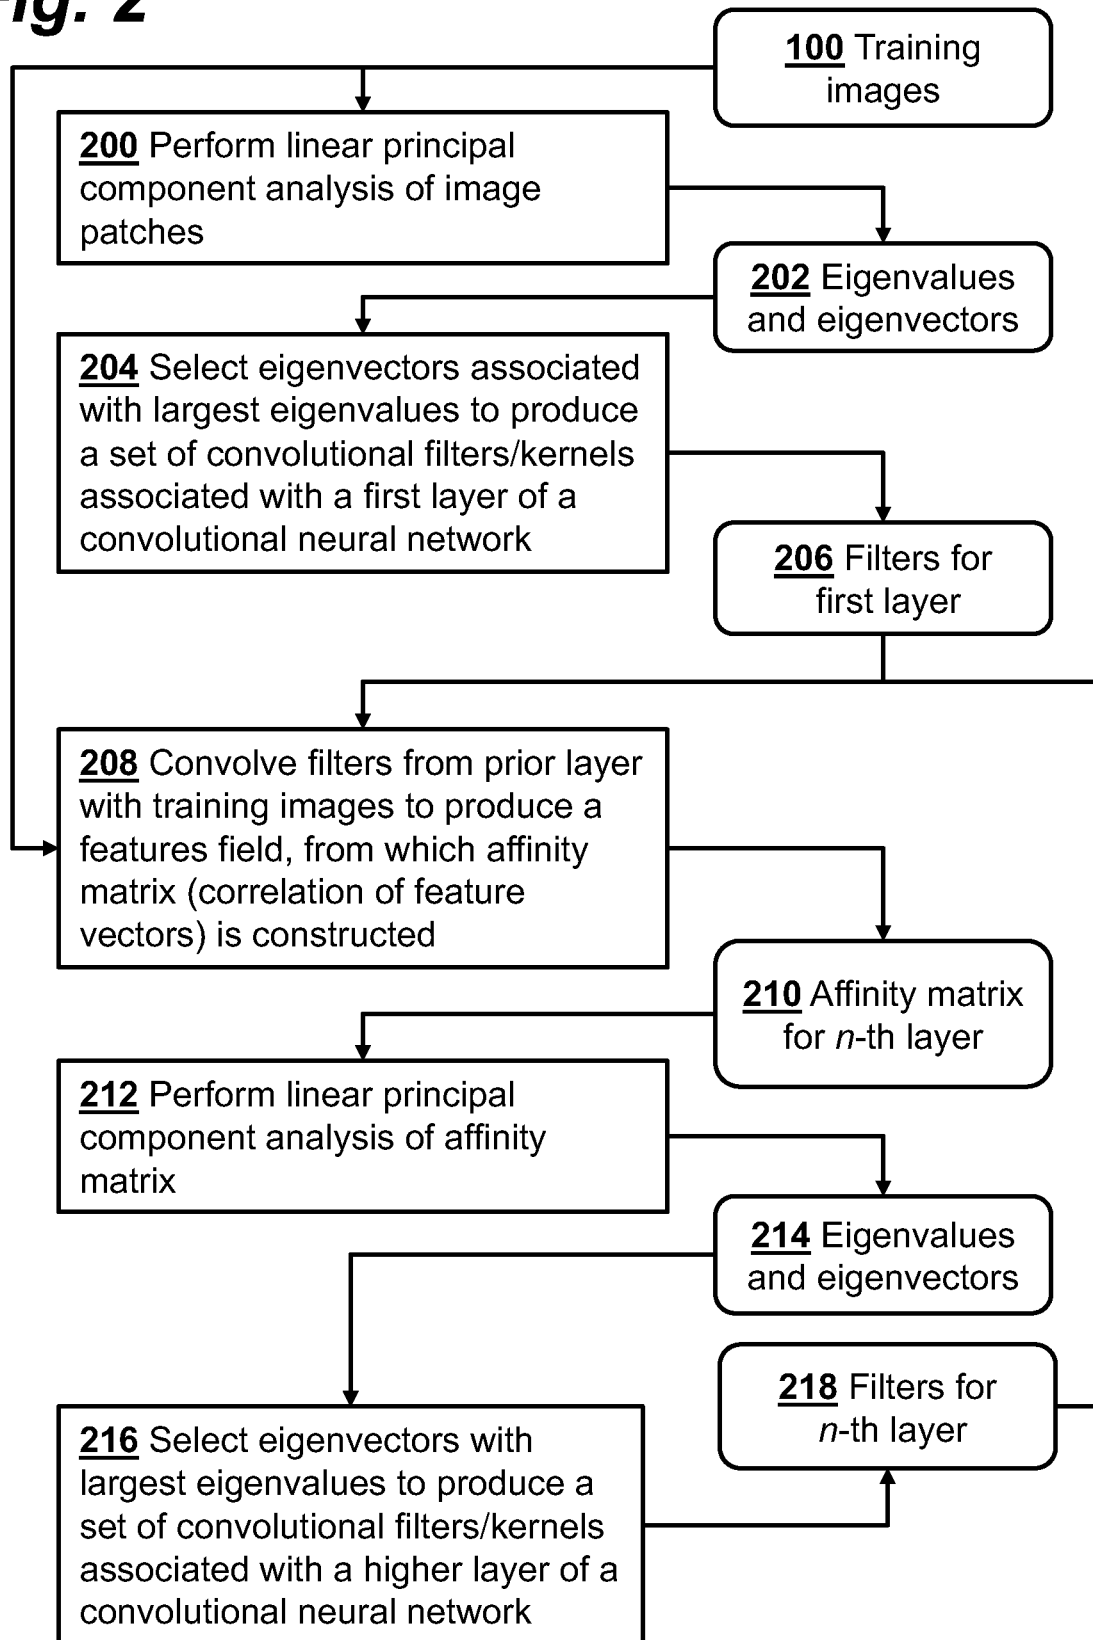 Fig. 2
100 Training
images
200 Perform linear principal
component analysis of image
patches
202 Eigenvalues
and eigenvectors
204 Select eigenvectors associated
with largest eigenvalues to produce
a set of convolutional filters/kernels
associated with a first layer of a
convolutional neural network
206 Filters for
first layer
208 Convolve filters from prior layer
with training images to produce a
features field, from which affinity
matrix (correlation of feature
vectors) is constructed
210 Affinity matrix
for n-th layer
212 Perform linear principal
component analysis of affinity
matrix
214 Eigenvalues
and eigenvectors
218 Filters for
n-th layer
216 Select eigenvectors with
largest eigenvalues to produce a
set of convolutional filters/kernels
associated with a higher layer of a
convolutional neural network